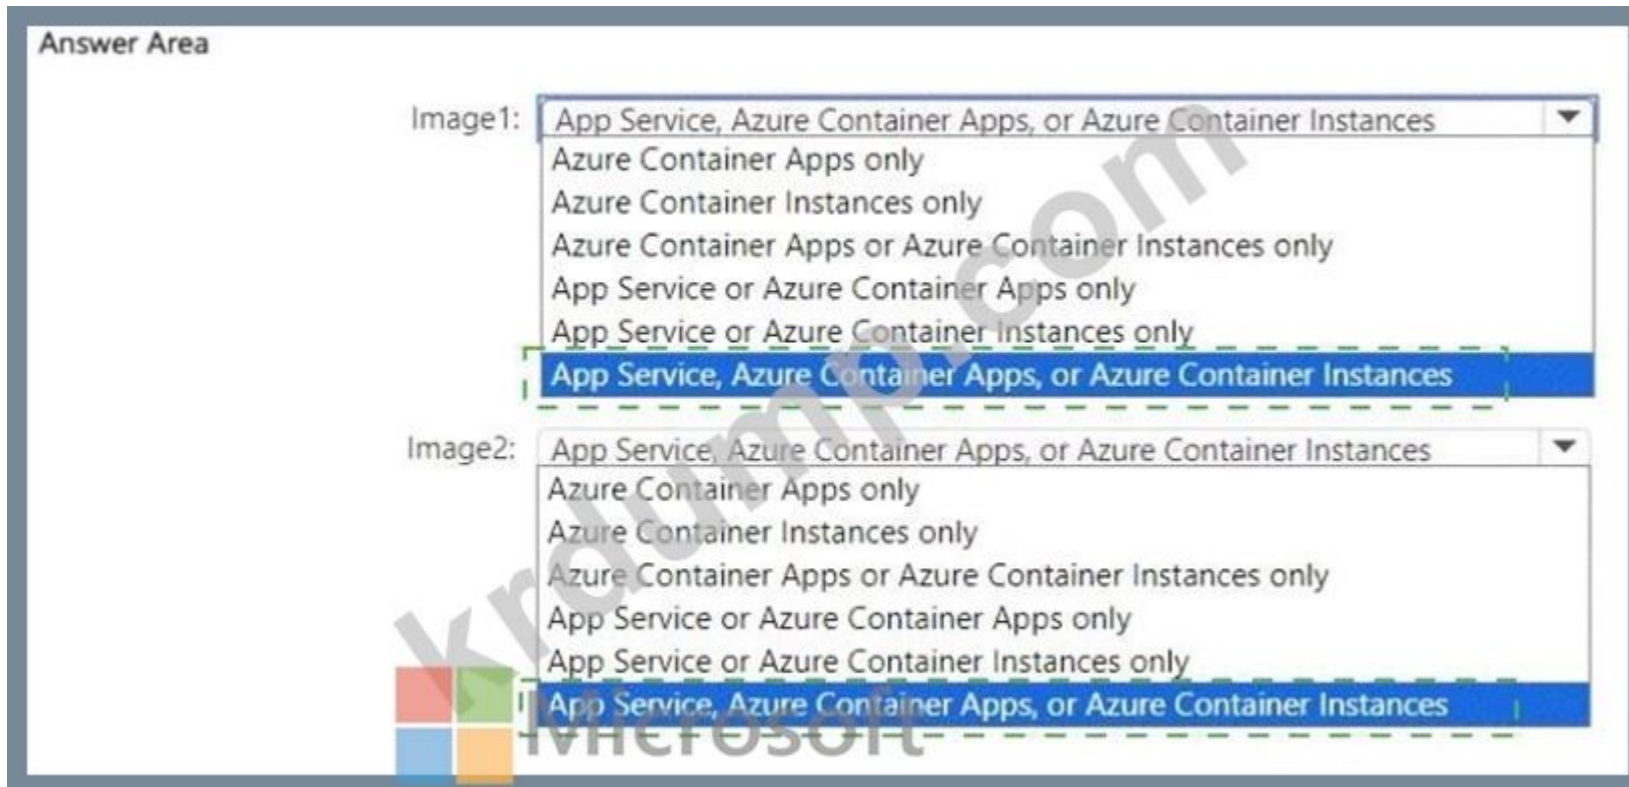 Answer Area
Image1: App Service, Azure Container Apps, or Azure Container Instances
Azure Container Apps only
Azure Container Instances only
Azure Container Apps or Azure Container Instances only
App Service or Azure Container Apps only
App Service or Azure Container Instances only
App Service, Azure Container Apps, or Azure Container Instances
Image2: App Service, Azure Container Apps, or Azure Container Instances
Azure Container Apps only
Azure Container Instances only
Azure Container Apps or Azure Container Instances only
App Service or Azure Container Apps only
App Service or Azure Container Instances only
App Service, Azure Container Apps, or Azure Container Instances
Microsoft
krdump.com